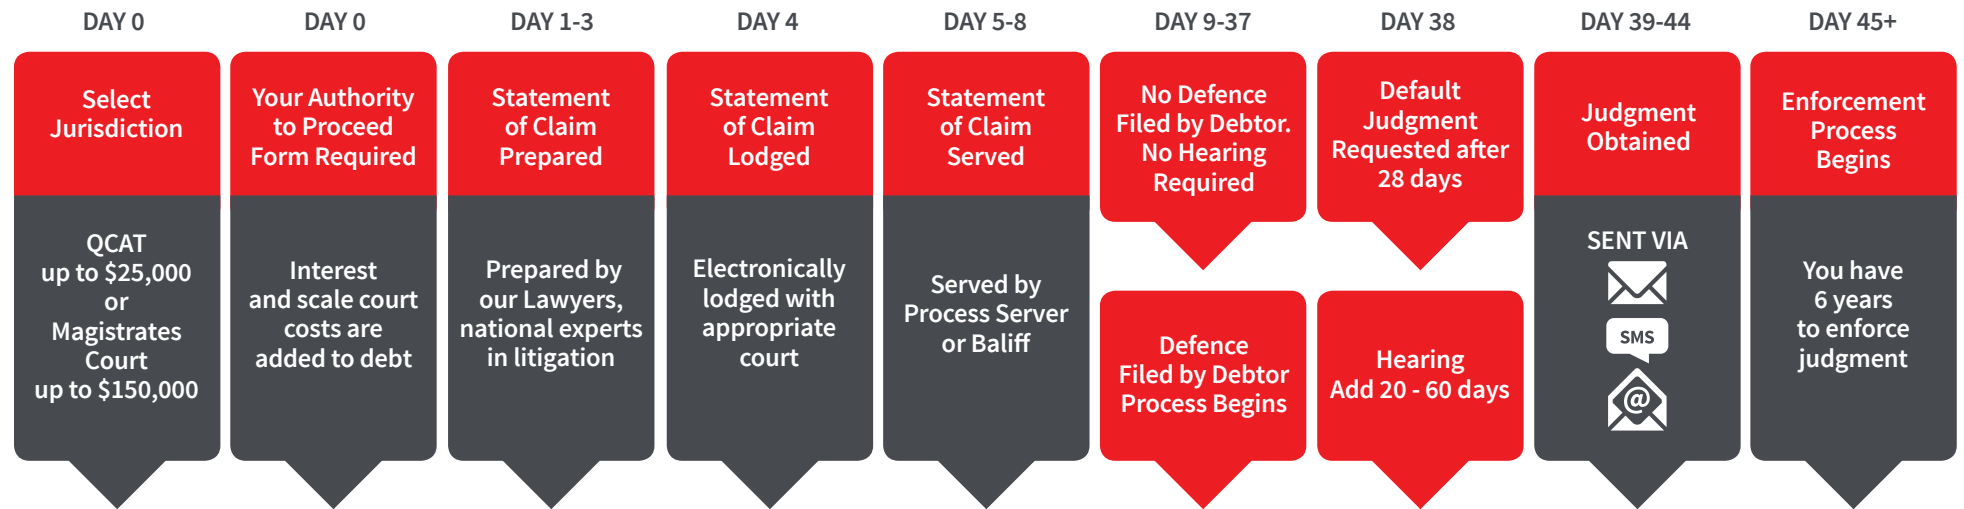 DAY 0
Select
Jurisdiction
QCAT
up to $25,000
or
Magistrates
Court
up to $150,000
DAY 0
Your Authority
to Proceed
Form Required
Interest
and scale court
costs are
added to debt
DAY 1-3
Statement
of Claim
Prepared
Prepared by
our Lawyers,
national experts
in litigation
DAY 4
Statement
of Claim
Lodged
Electronically
lodged with
appropriate
court
DAY 5-8
Statement
of Claim
Served
Served by
Process Server
or Baliff
DAY 9-37
No Defence
Filed by Debtor.
No Hearing
Required
Defence
Filed by Debtor
Process Begins
DAY 38
Default
Judgment
Requested after
28 days
Hearing
Add 20 - 60 days
DAY 39-44
Judgment
Obtained
SENT VIA
SMS
@
DAY 45+
Enforcement
Process
Begins
You have
6 years
to enforce
judgment